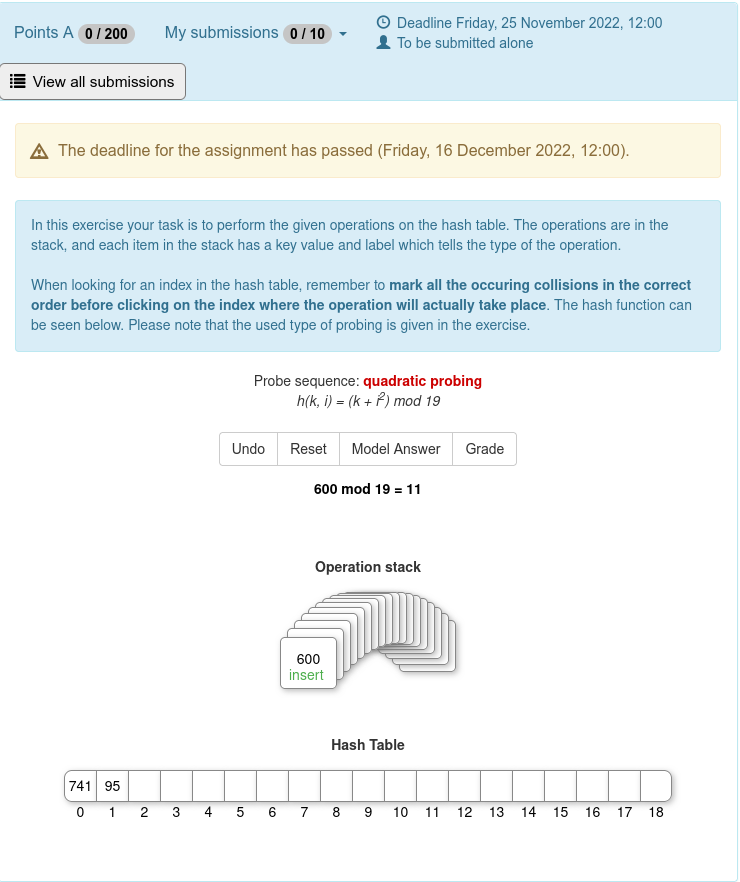 Points A 0 / 200 My submissions 0 / 10
Deadline Friday, 25 November 2022, 12:00
To be submitted alone
View all submissions
The deadline for the assignment has passed (Friday, 16 December 2022, 12:00).
In this exercise your task is to perform the given operations on the hash table. The operations are in the
stack, and each item in the stack has a key value and label which tells the type of the operation.
When looking for an index in the hash table, remember to mark all the occuring collisions in the correct
order before clicking on the index where the operation will actually take place. The hash function can
be seen below. Please note that the used type of probing is given in the exercise.
Probe sequence: quadratic probing
h(k, i) = (k + i²) mod 19
Undo Reset Model Answer Grade
600 mod 19 = 11
Operation stack
600
insert
Hash Table
741 95
0 1 2 3 4 5 6 7 8 9 10 11 12 13 14 15 16 17 18